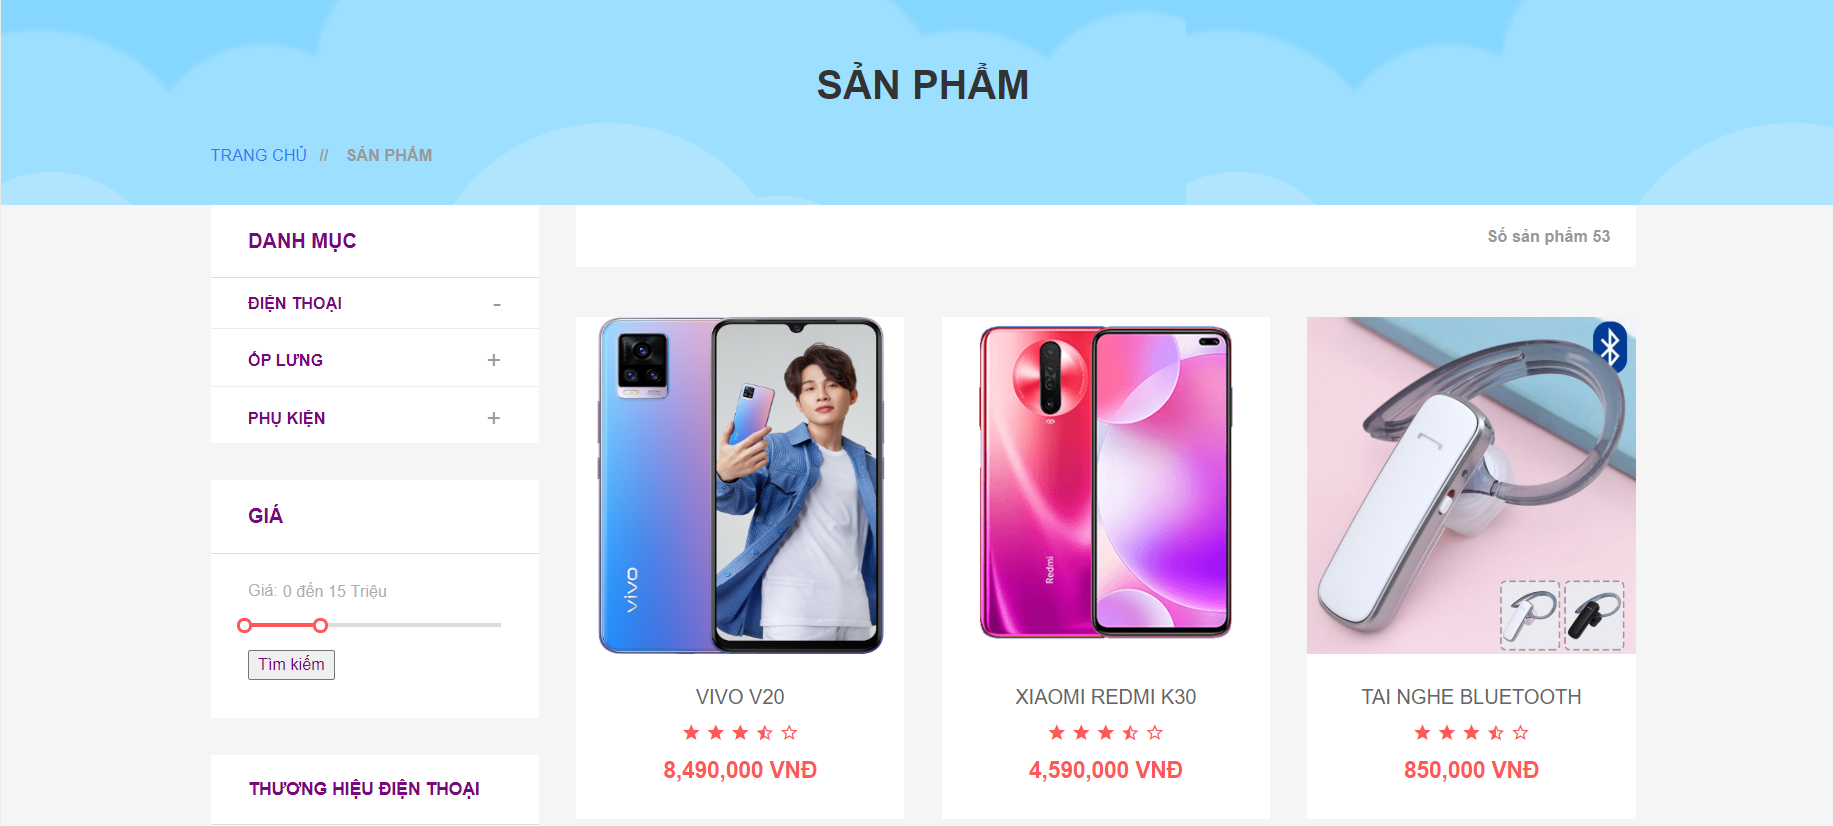 SẢN PHẨM
TRANG CHỦ // SẢN PHẨM
DANH MỤC
ĐIỆN THOẠI -
ỐP LƯNG +
PHỤ KIỆN +
GIÁ
Giá: 0 đến 15 Triệu
Tìm kiếm
THƯƠNG HIỆU ĐIỆN THOẠI
Số sản phẩm 53
vivo
VIVO V20
8,490,000 VNĐ
Redmi
XIAOMI REDMI K30
4,590,000 VNĐ
TAI NGHE BLUETOOTH
850,000 VNĐ